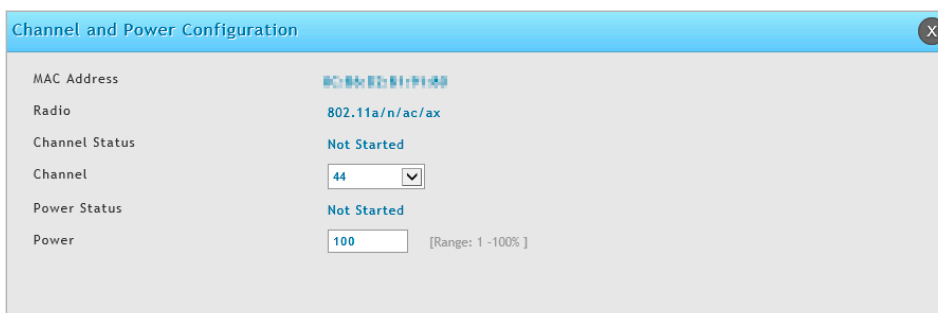 Channel and Power Configuration X
MAC Address
Radio 802.11a/n/ac/ax
Channel Status Not Started
Channel 44
Power Status Not Started
Power 100 [Range: 1 -100% ]